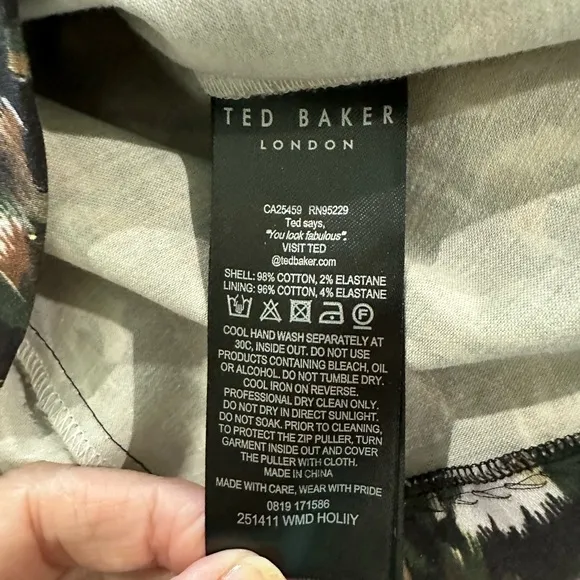 TED BAKER
LONDON
CA25459 RN95229
Ted says,
"You look fabulous".
VISIT TED
@tedbaker.com
SHELL: 98% COTTON, 2% ELASTANE
LINING: 96% COTTON, 4% ELASTANE
COOL HAND WASH SEPARATELY AT
30C, INSIDE OUT. DO NOT USE
PRODUCTS CONTAINING BLEACH, OIL
OR ALCOHOL. DO NOT TUMBLE DRY.
COOL IRON ON REVERSE.
PROFESSIONAL DRY CLEAN ONLY.
DO NOT DRY IN DIRECT SUNLIGHT.
DO NOT SOAK. PRIOR TO CLEANING,
TO PROTECT THE ZIP PULLER, TURN
GARMENT INSIDE OUT AND COVER
THE PULLER WITH CLOTH.
MADE IN CHINA
MADE WITH CARE, WEAR WITH PRIDE
0819 171586
251411 WMD HOLIIY